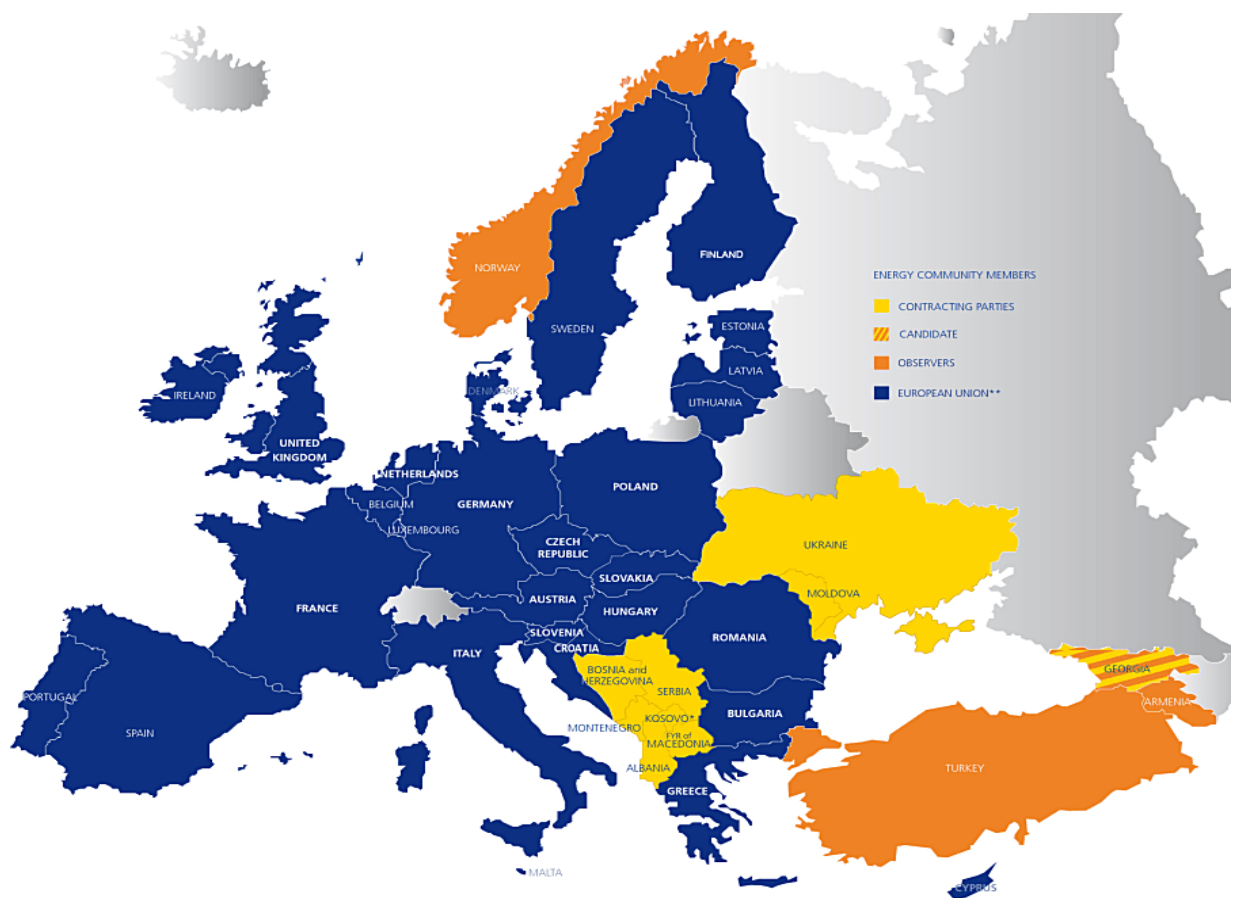 NORWAY
FINLAND
SWEDEN
ENERGY COMMUNITY MEMBERS
CONTRACTING PARTIES
CANDIDATE
OBSERVERS
EUROPEAN UNION**
ESTONIA
LATVIA
LITHUANIA
DENMARK
IRELAND
UNITED
KINGDOM
NETHERLANDS
BELGIUM
LUXEMBOURG
GERMANY
POLAND
CZECH
REPUBLIC
SLOVAKIA
AUSTRIA
HUNGARY
SLOVENIA
CROATIA
FRANCE
ITALY
PORTUGAL
SPAIN
UKRAINE
MOLDOVA
ROMANIA
BOSNIA and
HERZEGOVINA
SERBIA
MONTENEGRO
KOSOVO*
FYR of
MACEDONIA
ALBANIA
BULGARIA
GREECE
GEORGIA
ARMENIA
TURKEY
MALTA
CYPRUS